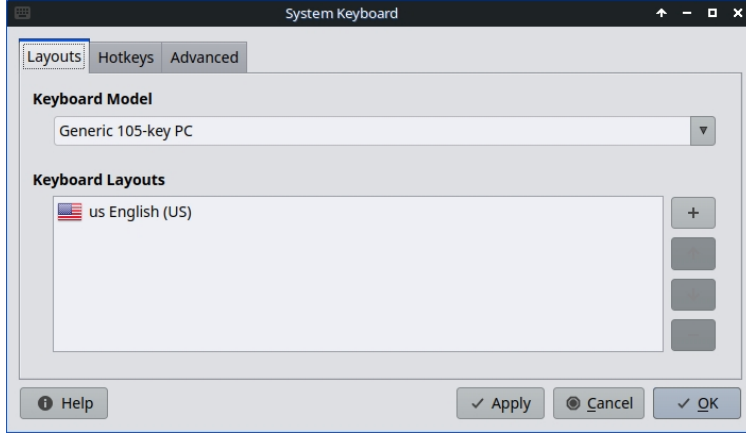 System Keyboard
Layouts Hotkeys Advanced
Keyboard Model
Generic 105-key PC
Keyboard Layouts
us English (US)
+
Help Apply Cancel OK